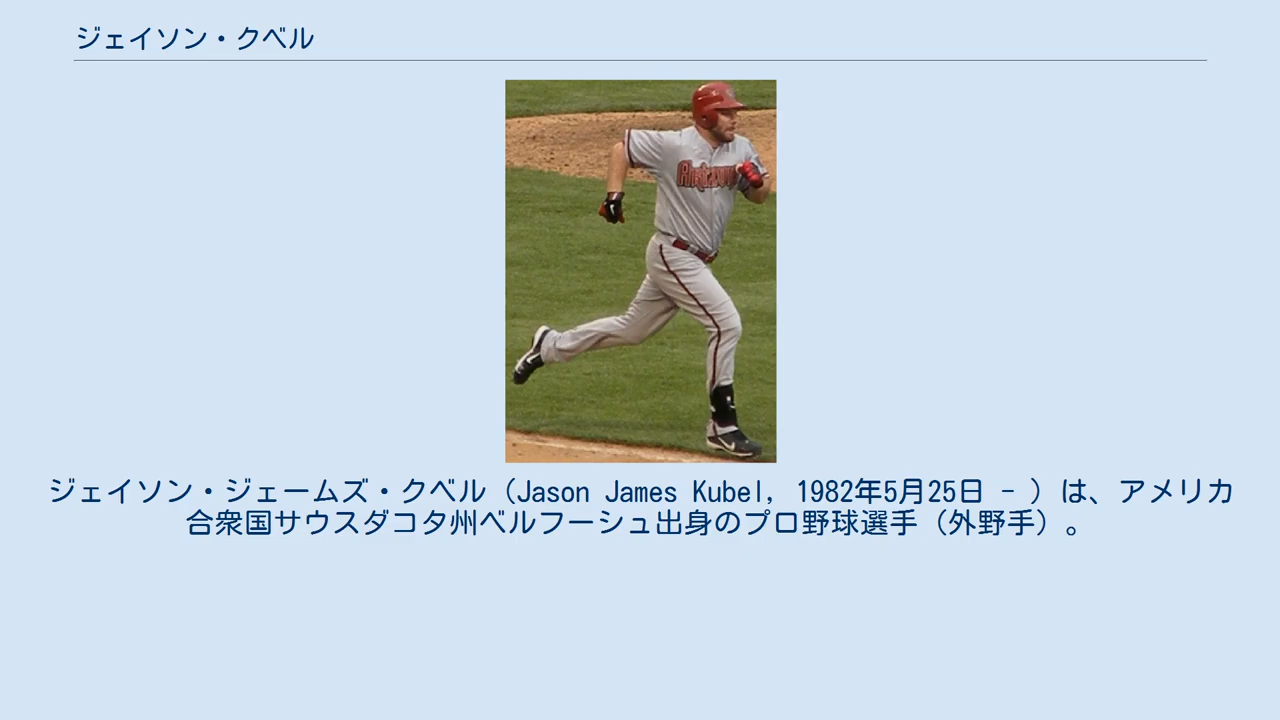 ジェイソン・クベル
ジェイソン・ジェームズ・クベル（Jason James Kubel, 1982年5月25日 - ）は、アメリカ
合衆国サウスダコタ州ベルフーシュ出身のプロ野球選手（外野手）。